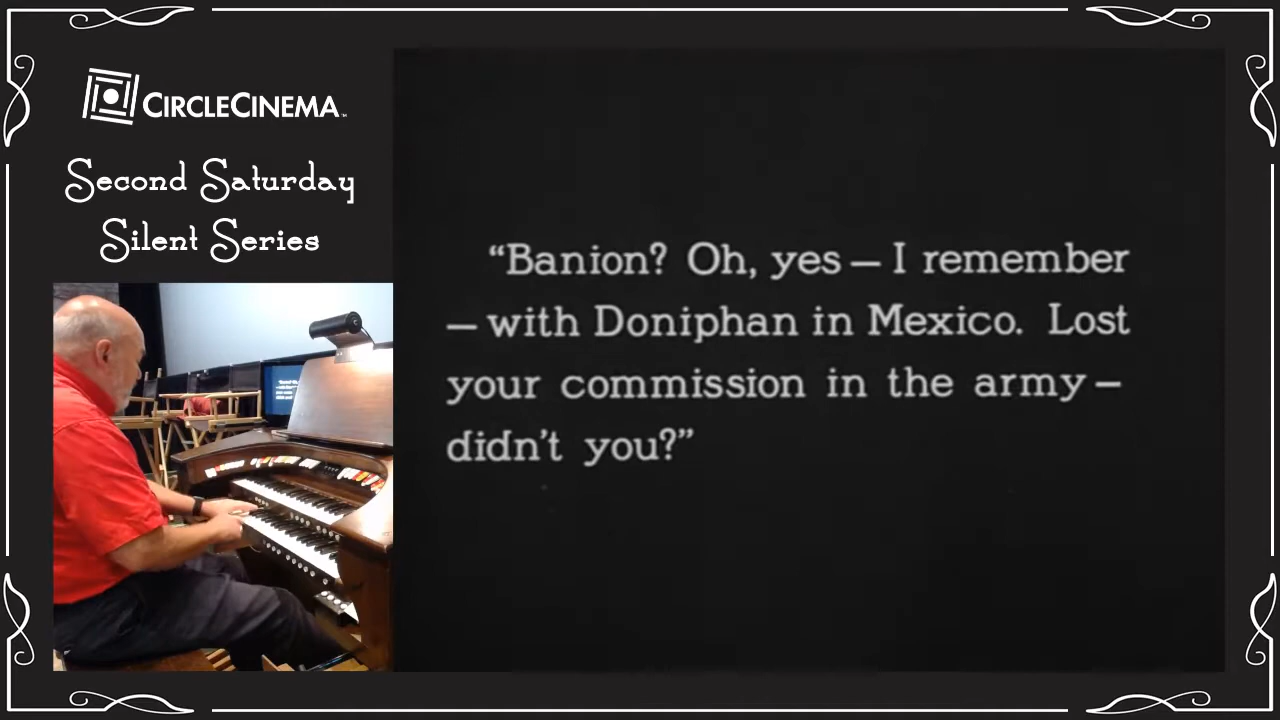 CIRCLECINEMA
Second Saturday
Silent Series
“Banion? Oh, yes — I remember
— with Doniphan in Mexico. Lost
your commission in the army —
didn’t you?”